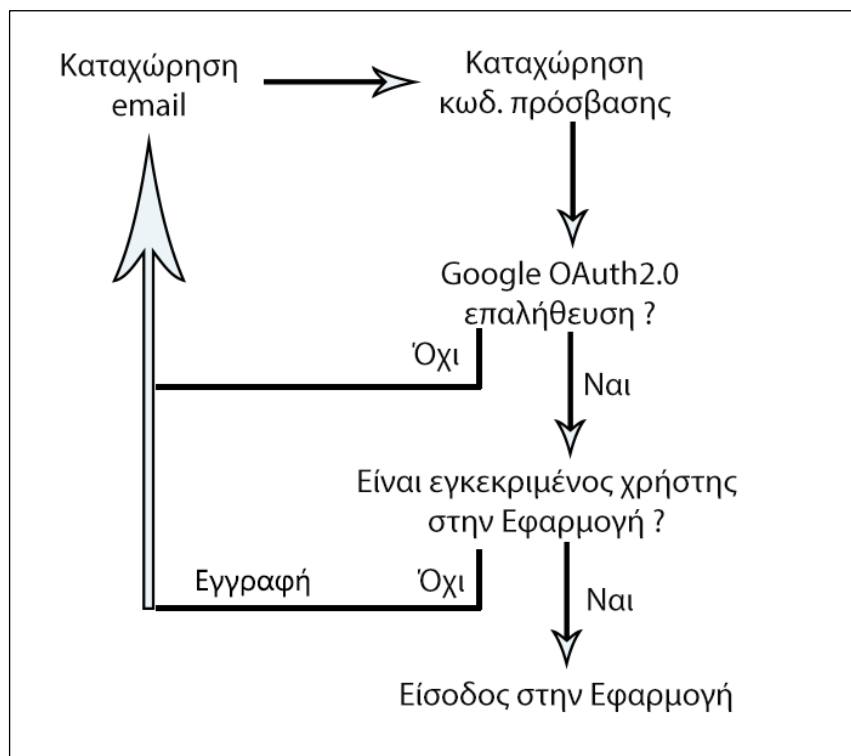 Καταχώρηση
email
Καταχώρηση
κωδ. πρόσβασης
Google OAuth2.0
επαλήθευση ?
Όχι
Ναι
Είναι εγκεκριμένος χρήστης
στην Εφαρμογή ?
Εγγραφή
Όχι
Ναι
Είσοδος στην Εφαρμογή